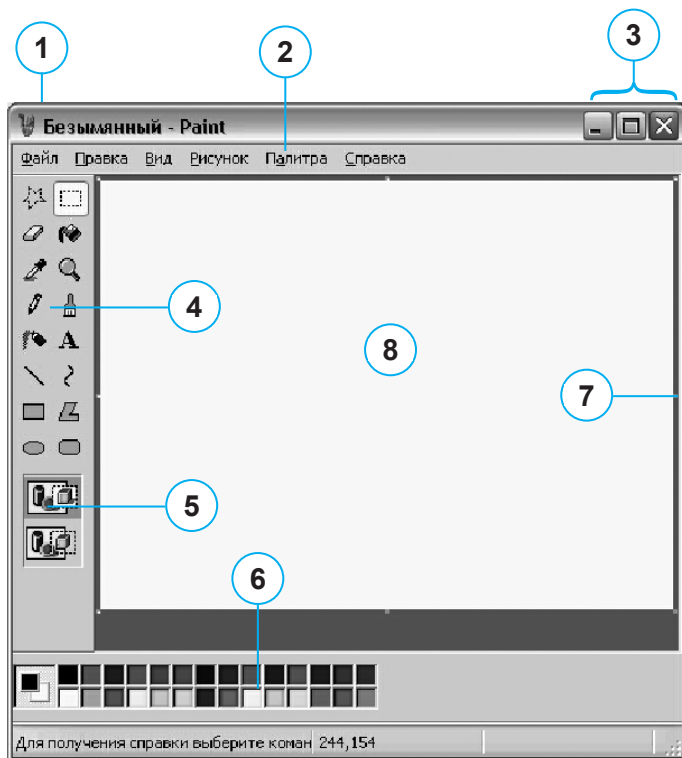 1 2 3
Безымянный - Paint
Файл Правка Вид Рисунок Палитра Справка
4
A
8
7
5
6
Для получения справки выберите коман 244,154